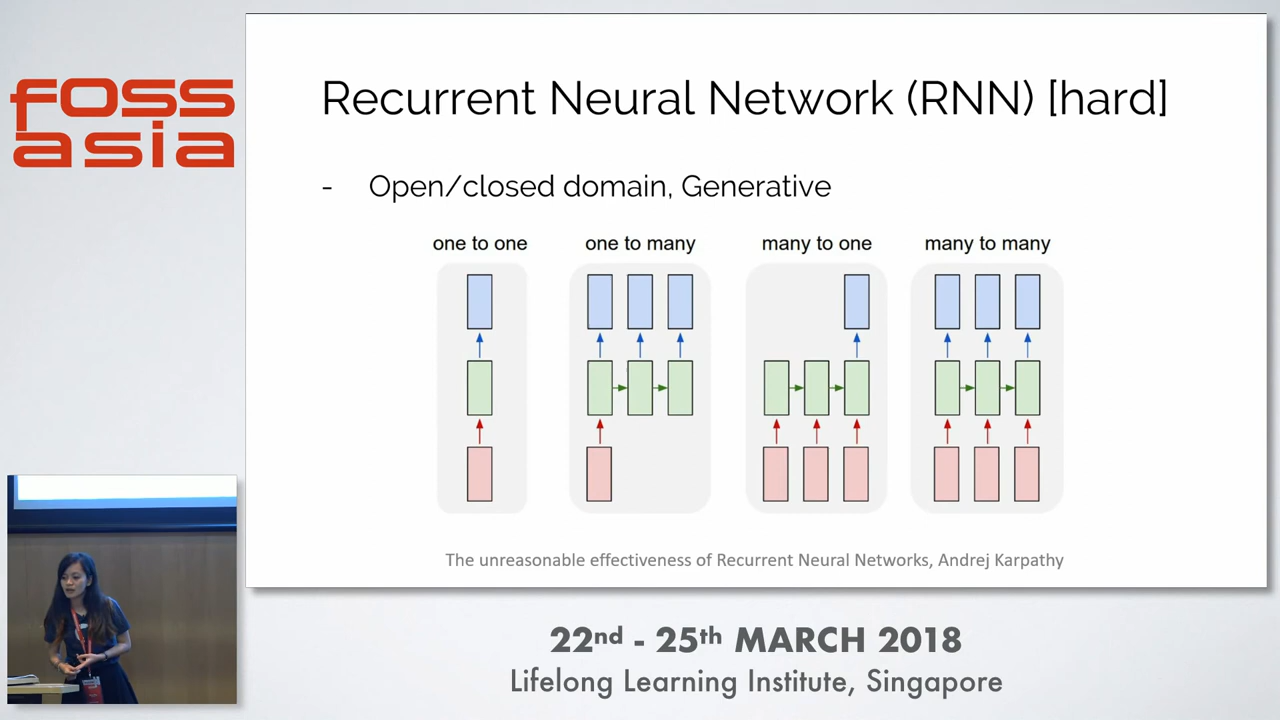 foss
asia
Recurrent Neural Network (RNN) [hard]
- Open/closed domain, Generative
one to one
one to many
many to one
many to many
The unreasonable effectiveness of Recurrent Neural Networks, Andrej Karpathy
22nd - 25th MARCH 2018
Lifelong Learning Institute, Singapore